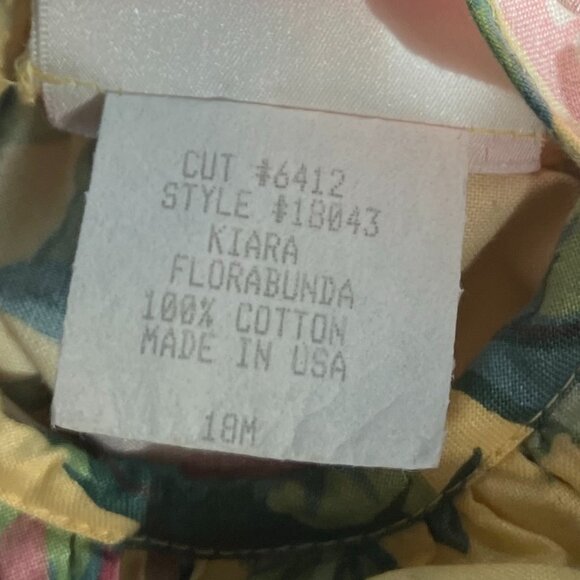 CUT #6412
STYLE #18043
KIARA
FLORABUNDA
100% COTTON
MADE IN USA
18M